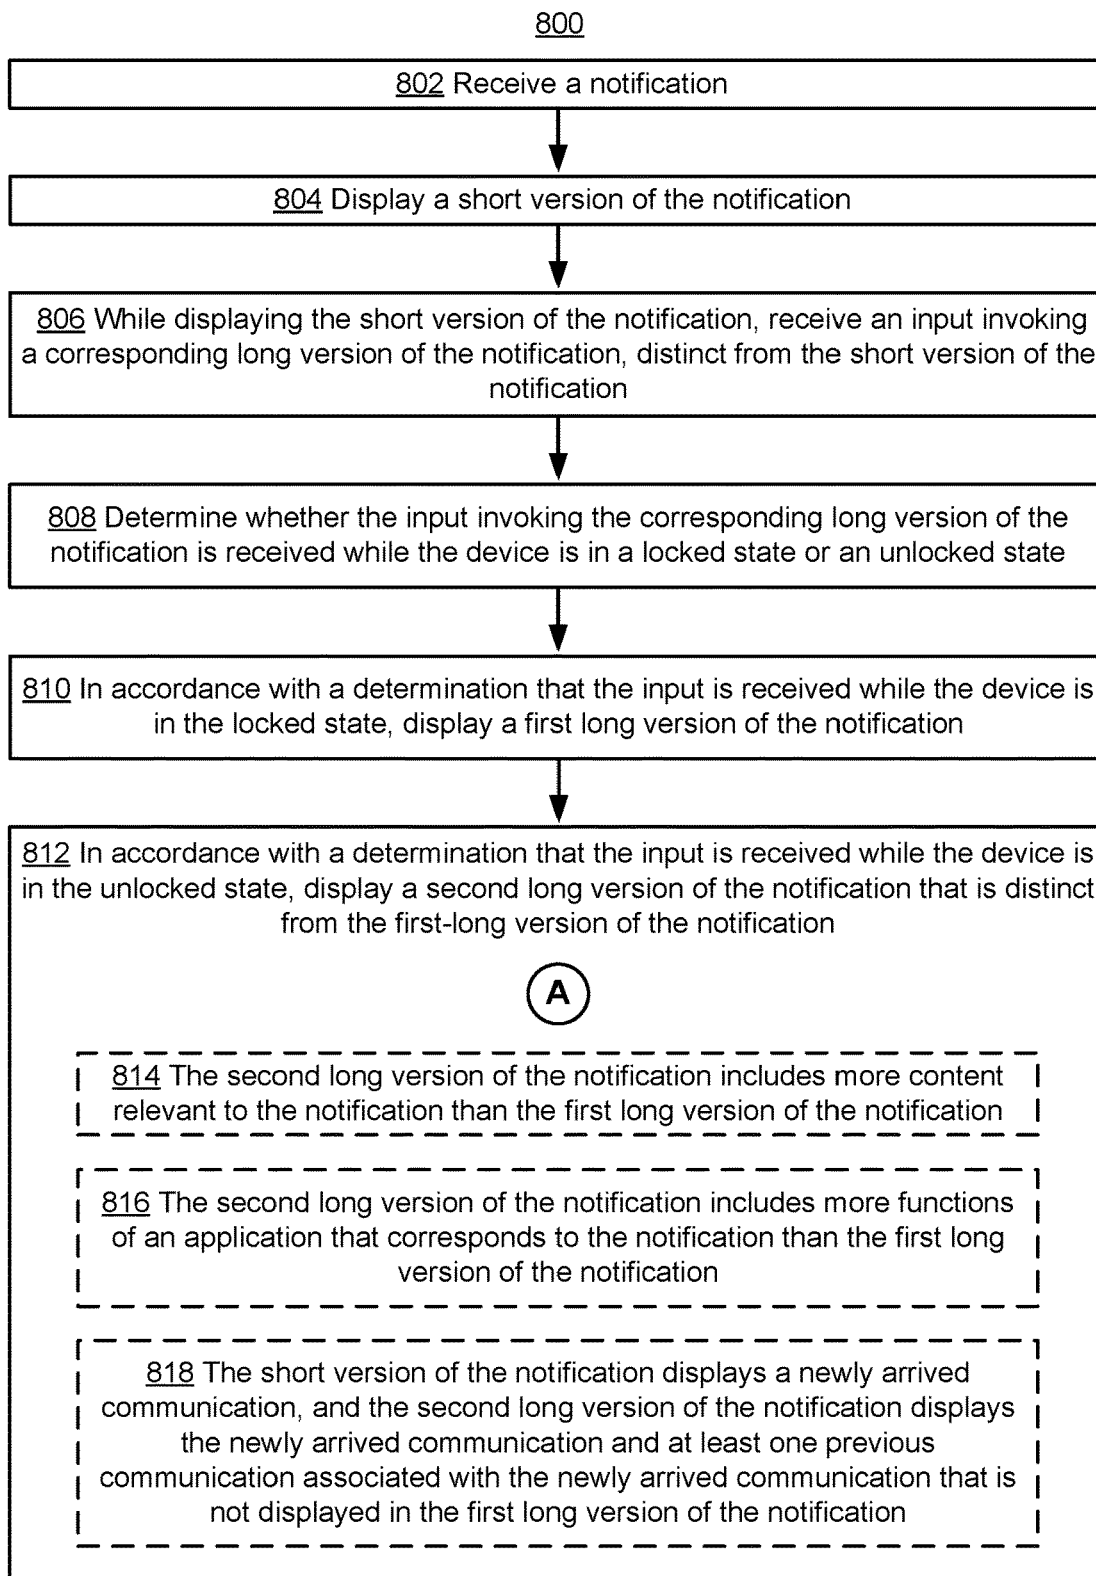 800
802 Receive a notification
804 Display a short version of the notification
806 While displaying the short version of the notification, receive an input invoking
a corresponding long version of the notification, distinct from the short version of the
notification
808 Determine whether the input invoking the corresponding long version of the
notification is received while the device is in a locked state or an unlocked state
810 In accordance with a determination that the input is received while the device is
in the locked state, display a first long version of the notification
812 In accordance with a determination that the input is received while the device is
in the unlocked state, display a second long version of the notification that is distinct
from the first-long version of the notification
A
814 The second long version of the notification includes more content
relevant to the notification than the first long version of the notification
816 The second long version of the notification includes more functions
of an application that corresponds to the notification than the first long
version of the notification
818 The short version of the notification displays a newly arrived
communication, and the second long version of the notification displays
the newly arrived communication and at least one previous
communication associated with the newly arrived communication that is
not displayed in the first long version of the notification